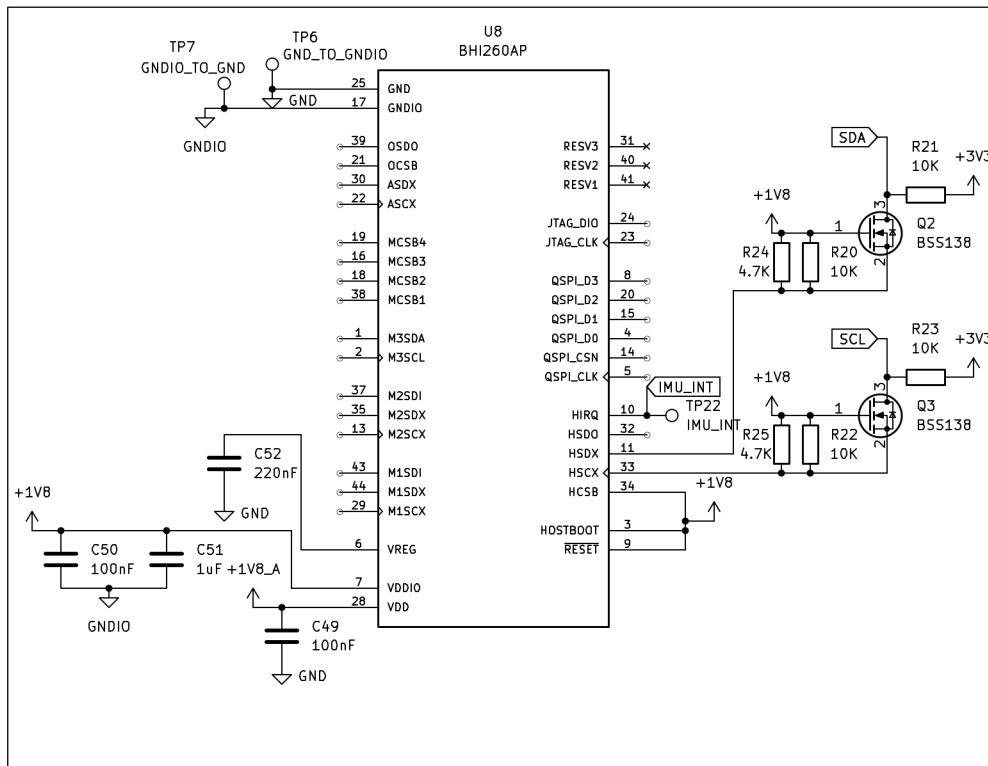 U8
BHI260AP
TP7
GNDIO_TO_GND
TP6
GND_TO_GNDIO
GND
GNDIO
25 GND
17 GNDIO
39 OSDO
21 OCSB
30 ASDX
22 ASCX
19 MCSB4
16 MCSB3
18 MCSB2
38 MCSB1
1 M3SDA
2 M3SCL
37 M2SDI
35 M2SDX
13 M2SCX
43 M1SDI
44 M1SDX
29 M1SCX
6 VREG
7 VDDIO
28 VDD
RESV3 31
RESV2 40
RESV1 41
JTAG_DIO 24
JTAG_CLK 23
QSPI_D3 8
QSPI_D2 20
QSPI_D1 15
QSPI_D0 4
QSPI_CSN 14
QSPI_CLK 5
HIRQ 10
HSDO 32
HSDX 11
HSCX 33
HCSB 34
HOSTBOOT 3
RESET 9
IMU_INT
TP22
IMU_INT
+1V8
C52
220nF
GND
+1V8
C50
100nF
C51
1uF
GNDIO
+1V8_A
C49
100nF
GND
SDA
R21
10K
+3V3
+1V8
1
3
2
Q2
BSS138
R24
4.7K
R20
10K
SCL
R23
10K
+3V3
+1V8
1
3
2
Q3
BSS138
R25
4.7K
R22
10K